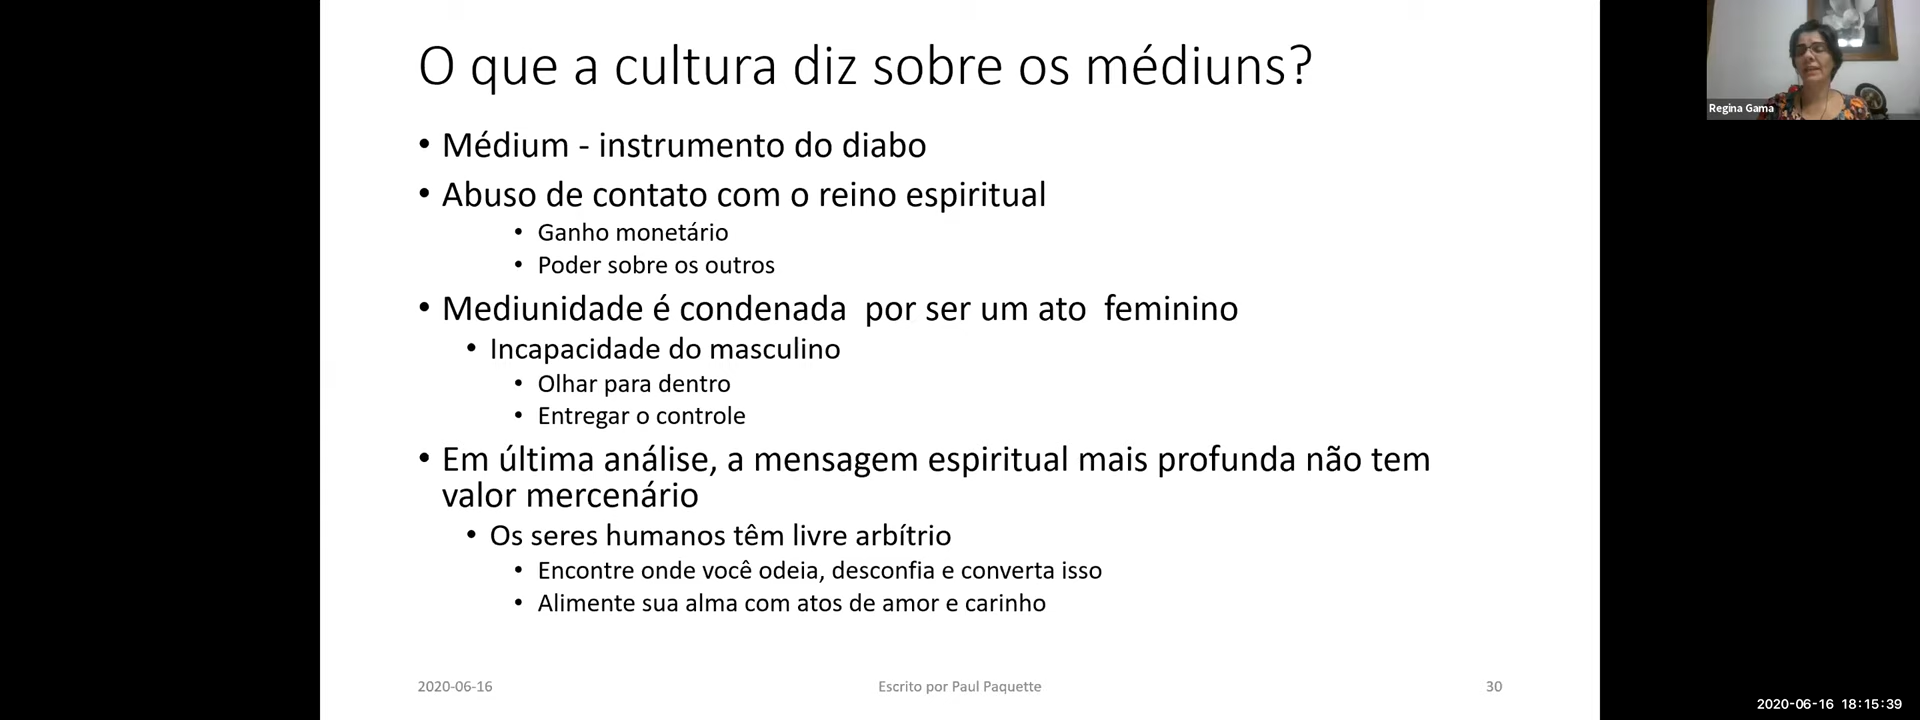 O que a cultura diz sobre os médiuns?
Regina Gama
• Médium - instrumento do diabo
• Abuso de contato com o reino espiritual
• Ganho monetário
• Poder sobre os outros
• Mediunidade é condenada  por ser um ato  feminino
• Incapacidade do masculino
• Olhar para dentro
• Entregar o controle
• Em última análise, a mensagem espiritual mais profunda não tem
valor mercenário
• Os seres humanos têm livre arbítrio
• Encontre onde você odeia, desconfia e converta isso
• Alimente sua alma com atos de amor e carinho
2020-06-16
Escrito por Paul Paquette
30
2020-06-16 18:15:39